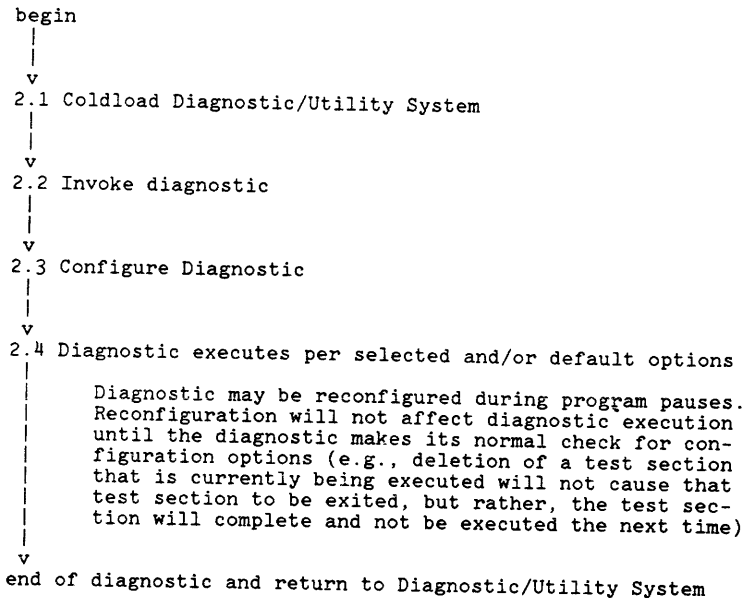 begin
|
|
v
2.1 Coldload Diagnostic/Utility System
|
|
v
2.2 Invoke diagnostic
|
|
v
2.3 Configure Diagnostic
|
|
v
2.4 Diagnostic executes per selected and/or default options
Diagnostic may be reconfigured during program pauses.
Reconfiguration will not affect diagnostic execution
until the diagnostic makes its normal check for con-
figuration options (e.g., deletion of a test section
that is currently being executed will not cause that
test section to be exited, but rather, the test sec-
tion will complete and not be executed the next time)
v
end of diagnostic and return to Diagnostic/Utility System